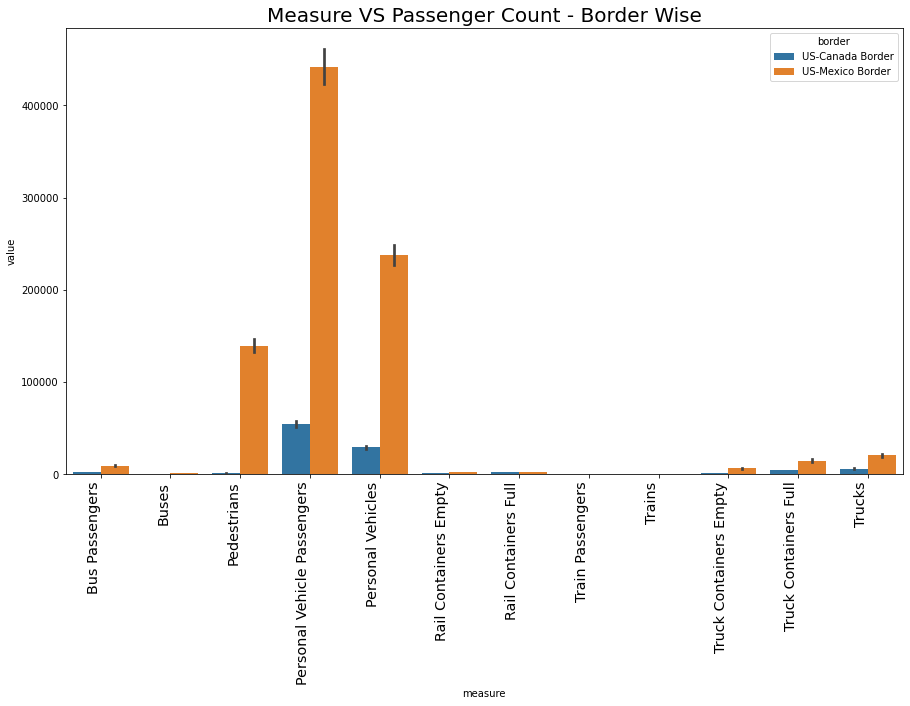 Measure VS Passenger Count - Border Wise
border
US-Canada Border
US-Mexico Border
value
400000
300000
200000
100000
0
Bus Passengers
Buses
Pedestrians
Personal Vehicle Passengers
Personal Vehicles
Rail Containers Empty
Rail Containers Full
Train Passengers
Trains
Truck Containers Empty
Truck Containers Full
Trucks
measure